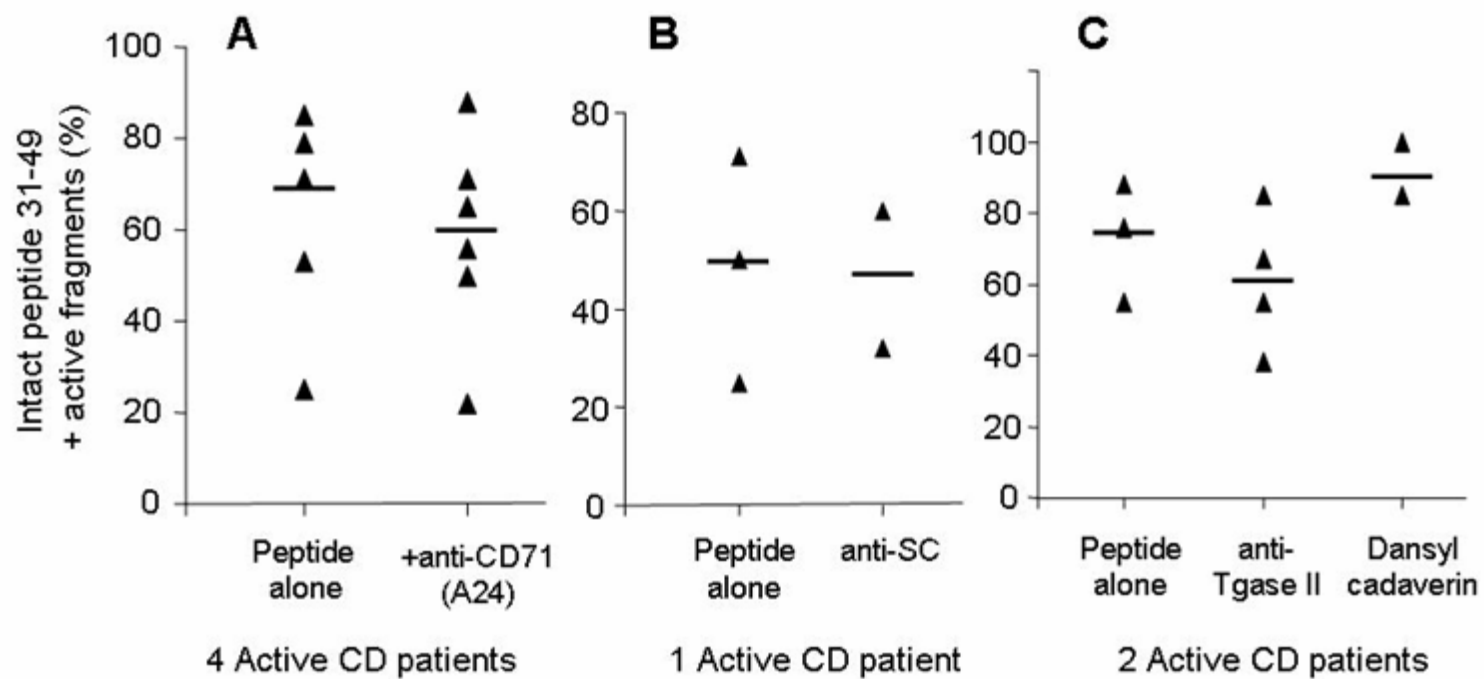 A
B
C
Intact peptide 31-49
+ active fragments (%)
100
80
60
40
20
0
Peptide
alone
+anti-CD71
(A24)
4 Active CD patients
80
60
40
20
0
Peptide
alone
anti-SC
1 Active CD patient
100
80
60
40
20
0
Peptide
alone
anti-
Tgase II
Dansyl
cadaverin
2 Active CD patients